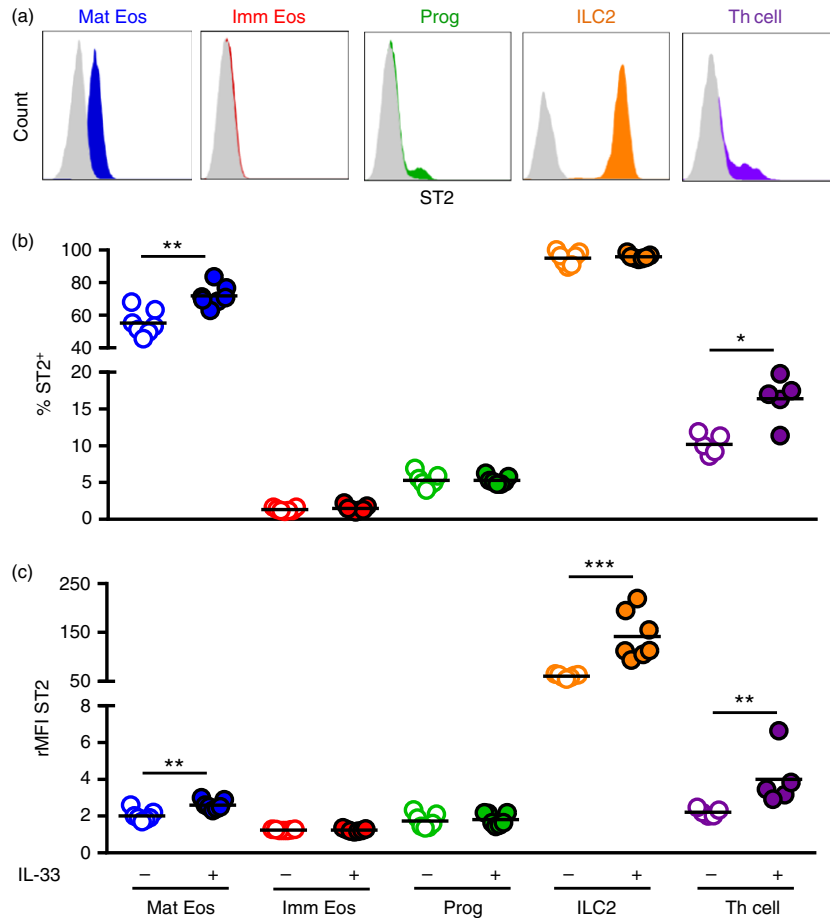 (a)
Mat Eos Imm Eos Prog ILC2 Th cell
Count
ST2
(b)
% ST2⁺
100
80
60
40
20
15
10
5
0
** *
(c)
rMFI ST2
250
150
50
8
6
4
2
0
** *** **
IL-33 – + – + – + – + – +
Mat Eos Imm Eos Prog ILC2 Th cell